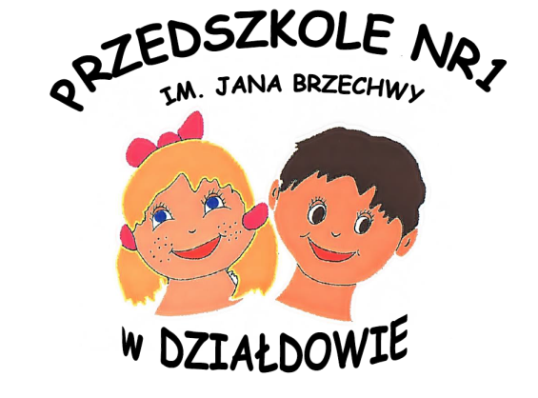 PRZEDSZKOLE NR1
IM. JANA BRZECHWY
W DZIAŁDOWIE